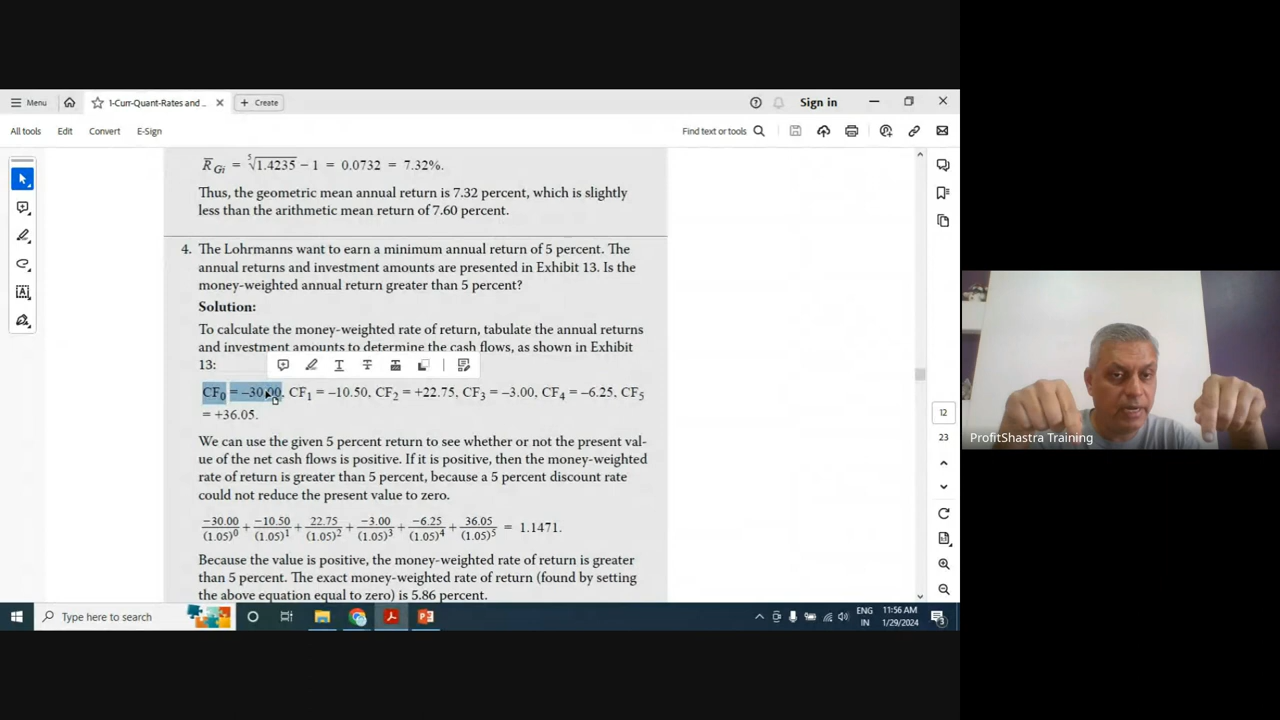 Menu
1-Curr-Quant-Rates and ...
Create
Sign in
All tools
Edit
Convert
E-Sign
Find text or tools
R̅Gi = ⁵√1.4235 − 1 = 0.0732 = 7.32%.
Thus, the geometric mean annual return is 7.32 percent, which is slightly
less than the arithmetic mean return of 7.60 percent.
4. The Lohrmanns want to earn a minimum annual return of 5 percent. The
annual returns and investment amounts are presented in Exhibit 13. Is the
money-weighted annual return greater than 5 percent?
Solution:
To calculate the money-weighted rate of return, tabulate the annual returns
and investment amounts to determine the cash flows, as shown in Exhibit
13:
CF0 = –30.00, CF1 = –10.50, CF2 = +22.75, CF3 = –3.00, CF4 = –6.25, CF5
= +36.05.
We can use the given 5 percent return to see whether or not the present val-
ue of the net cash flows is positive. If it is positive, then the money-weighted
rate of return is greater than 5 percent, because a 5 percent discount rate
could not reduce the present value to zero.
–30.00/(1.05)⁰ + –10.50/(1.05)¹ + 22.75/(1.05)² + –3.00/(1.05)³ + –6.25/(1.05)⁴ + 36.05/(1.05)⁵ = 1.1471.
Because the value is positive, the money-weighted rate of return is greater
than 5 percent. The exact money-weighted rate of return (found by setting
the above equation equal to zero) is 5.86 percent.
12
23
ProfitShastra Training
Type here to search
ENG
IN
11:56 AM
1/29/2024
3